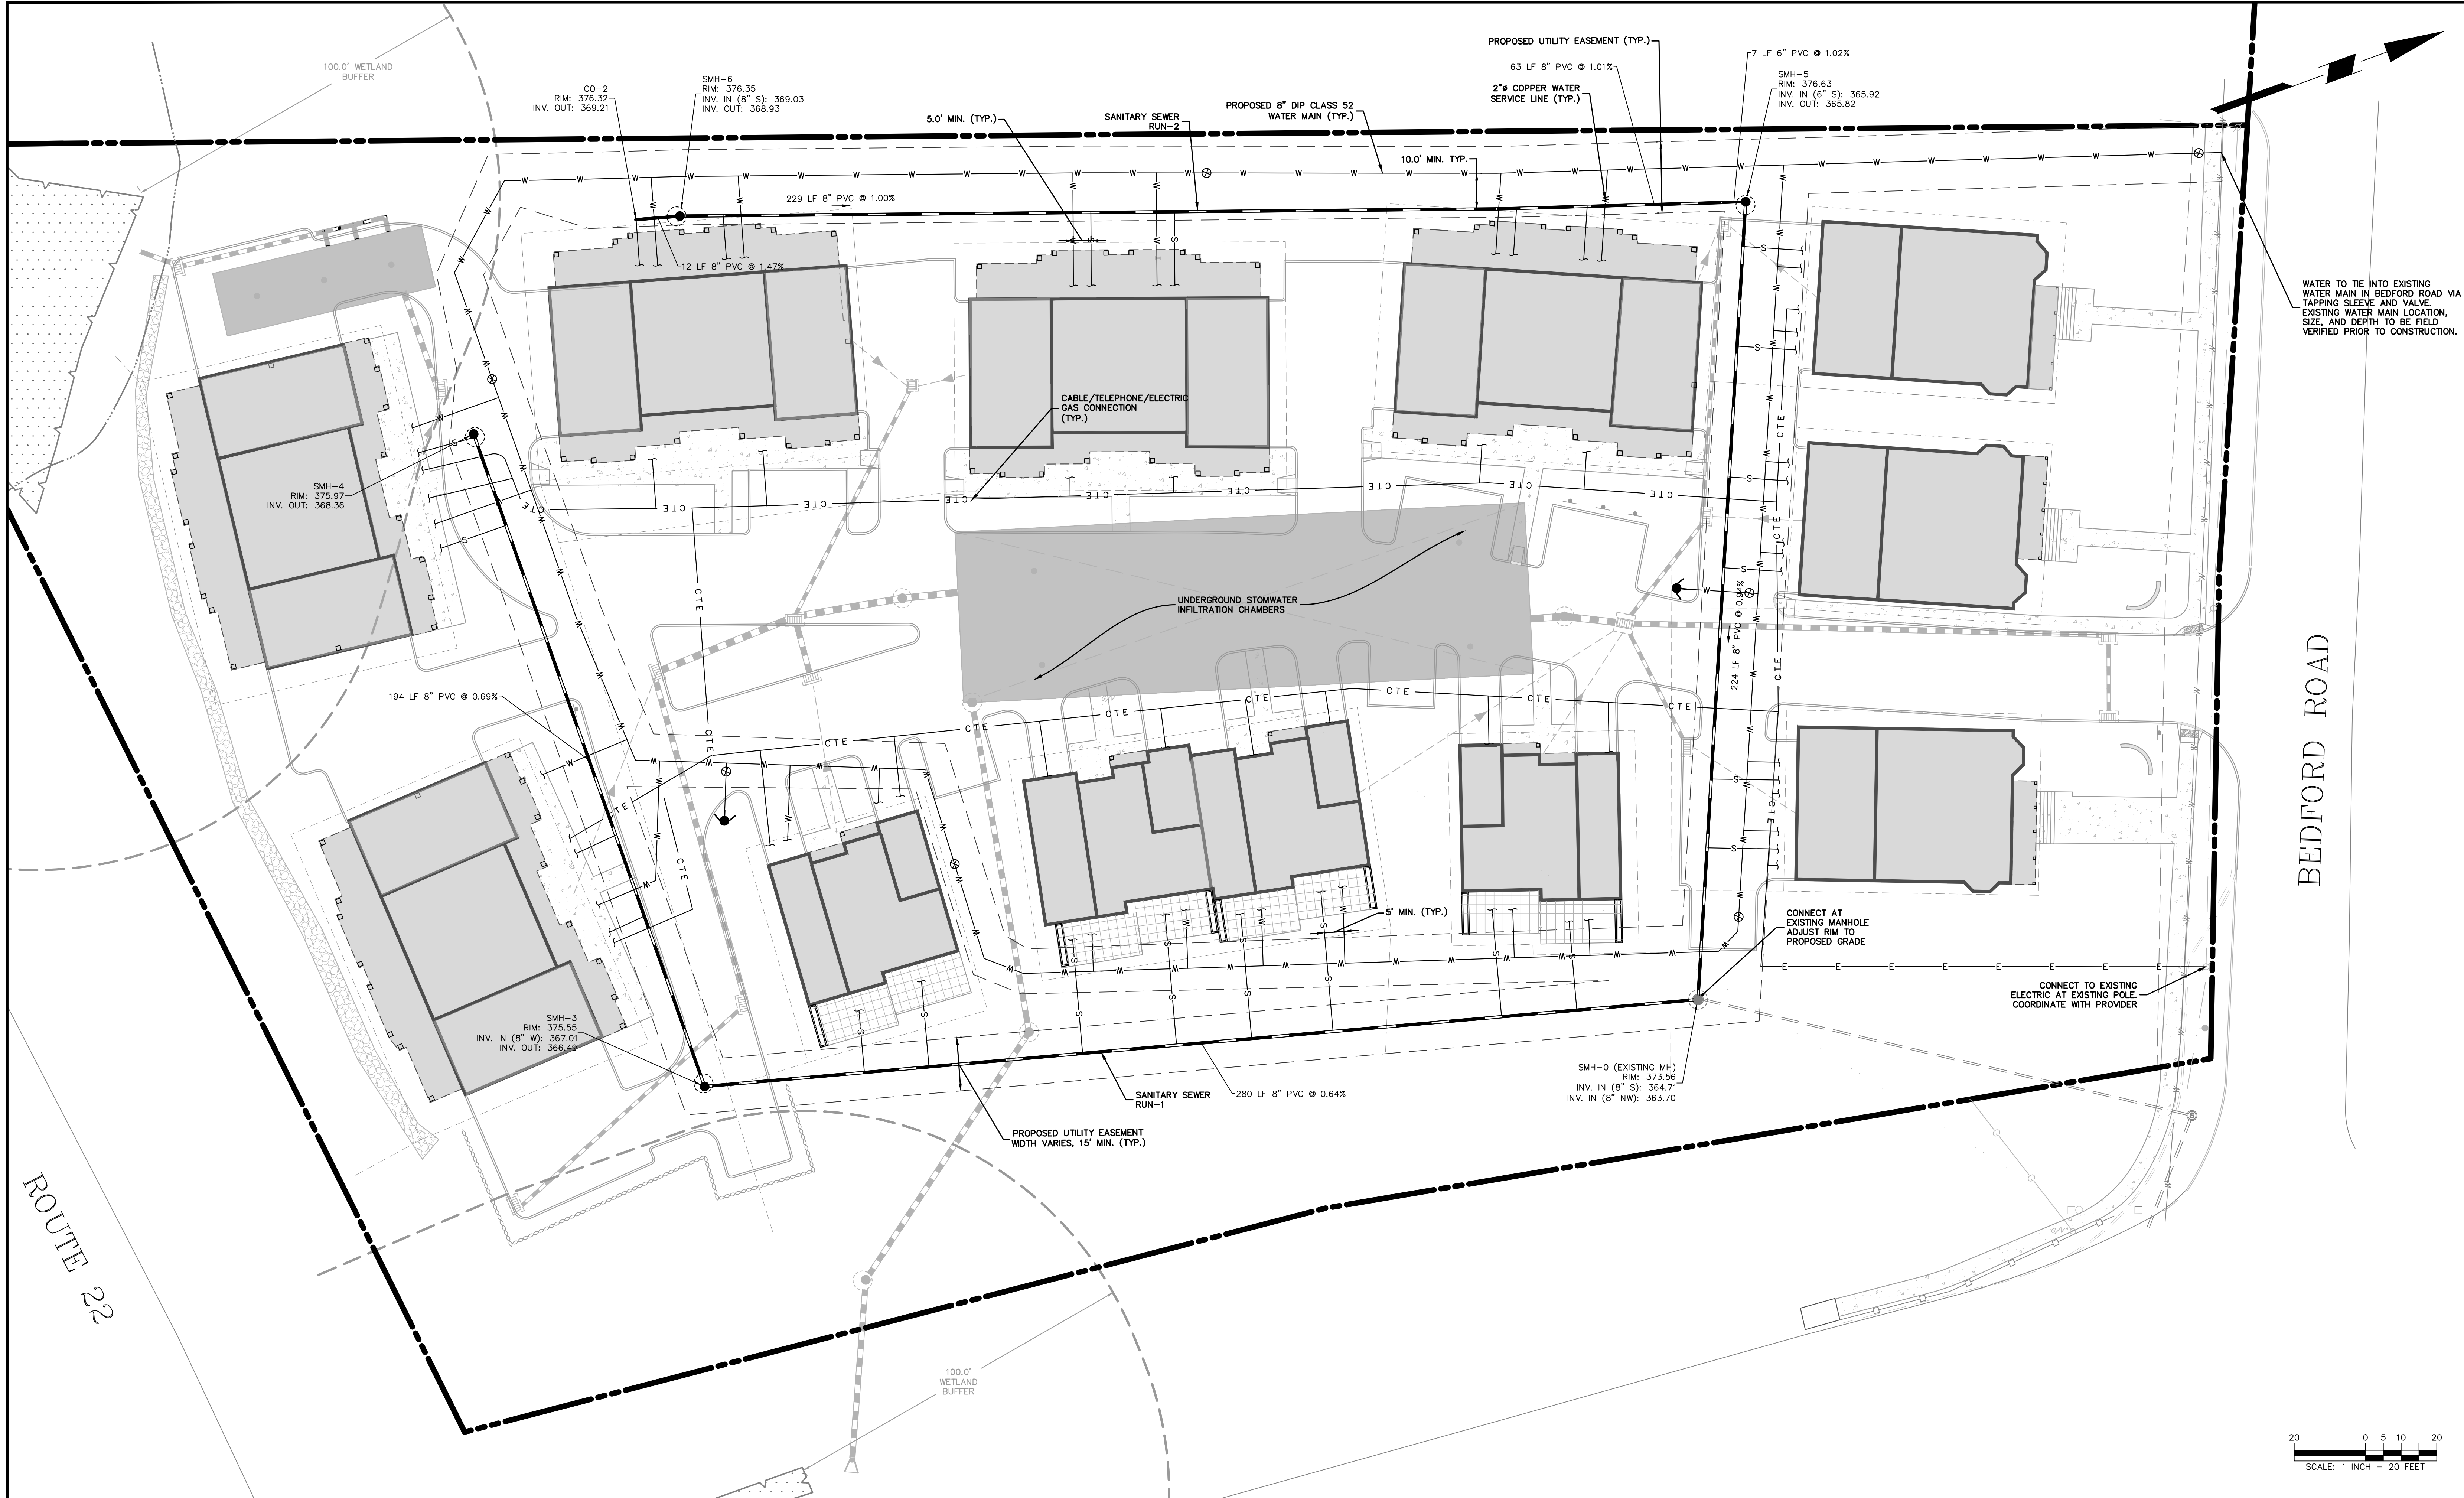 100.0' WETLAND
BUFFER
CO-2
RIM: 376.32
INV. OUT: 369.21
SMH-6
RIM: 376.35
INV. IN (8" S): 369.03
INV. OUT: 368.93
5.0' MIN. (TYP.)
SANITARY SEWER
RUN-2
PROPOSED 8" DIP CLASS 52
WATER MAIN (TYP.)
PROPOSED UTILITY EASEMENT (TYP.)
63 LF 8" PVC @ 1.01%
2"ø COPPER WATER
SERVICE LINE (TYP.)
10.0' MIN. TYP.
7 LF 6" PVC @ 1.02%
SMH-5
RIM: 376.63
INV. IN (6" S): 365.92
INV. OUT: 365.82
229 LF 8" PVC @ 1.00%
12 LF 8" PVC @ 1.47%
WATER TO TIE INTO EXISTING
WATER MAIN IN BEDFORD ROAD VIA
TAPPING SLEEVE AND VALVE.
EXISTING WATER MAIN LOCATION,
SIZE, AND DEPTH TO BE FIELD
VERIFIED PRIOR TO CONSTRUCTION.
CABLE/TELEPHONE/ELECTRIC
GAS CONNECTION
(TYP.)
SMH-4
RIM: 375.97
INV. OUT: 368.36
UNDERGROUND STOMWATER
INFILTRATION CHAMBERS
224 LF 8" PVC @ 0.94%
194 LF 8" PVC @ 0.69%
BEDFORD ROAD
5' MIN. (TYP.)
CONNECT AT
EXISTING MANHOLE
ADJUST RIM TO
PROPOSED GRADE
CONNECT TO EXISTING
ELECTRIC AT EXISTING POLE.
COORDINATE WITH PROVIDER
SMH-3
RIM: 375.55
INV. IN (8" W): 367.01
INV. OUT: 366.49
SMH-0 (EXISTING MH)
RIM: 373.56
INV. IN (8" S): 364.71
INV. IN (8" NW): 363.70
SANITARY SEWER
RUN-1
280 LF 8" PVC @ 0.64%
PROPOSED UTILITY EASEMENT
WIDTH VARIES, 15' MIN. (TYP.)
ROUTE 22
100.0'
WETLAND
BUFFER
20 0 5 10 20
SCALE: 1 INCH = 20 FEET